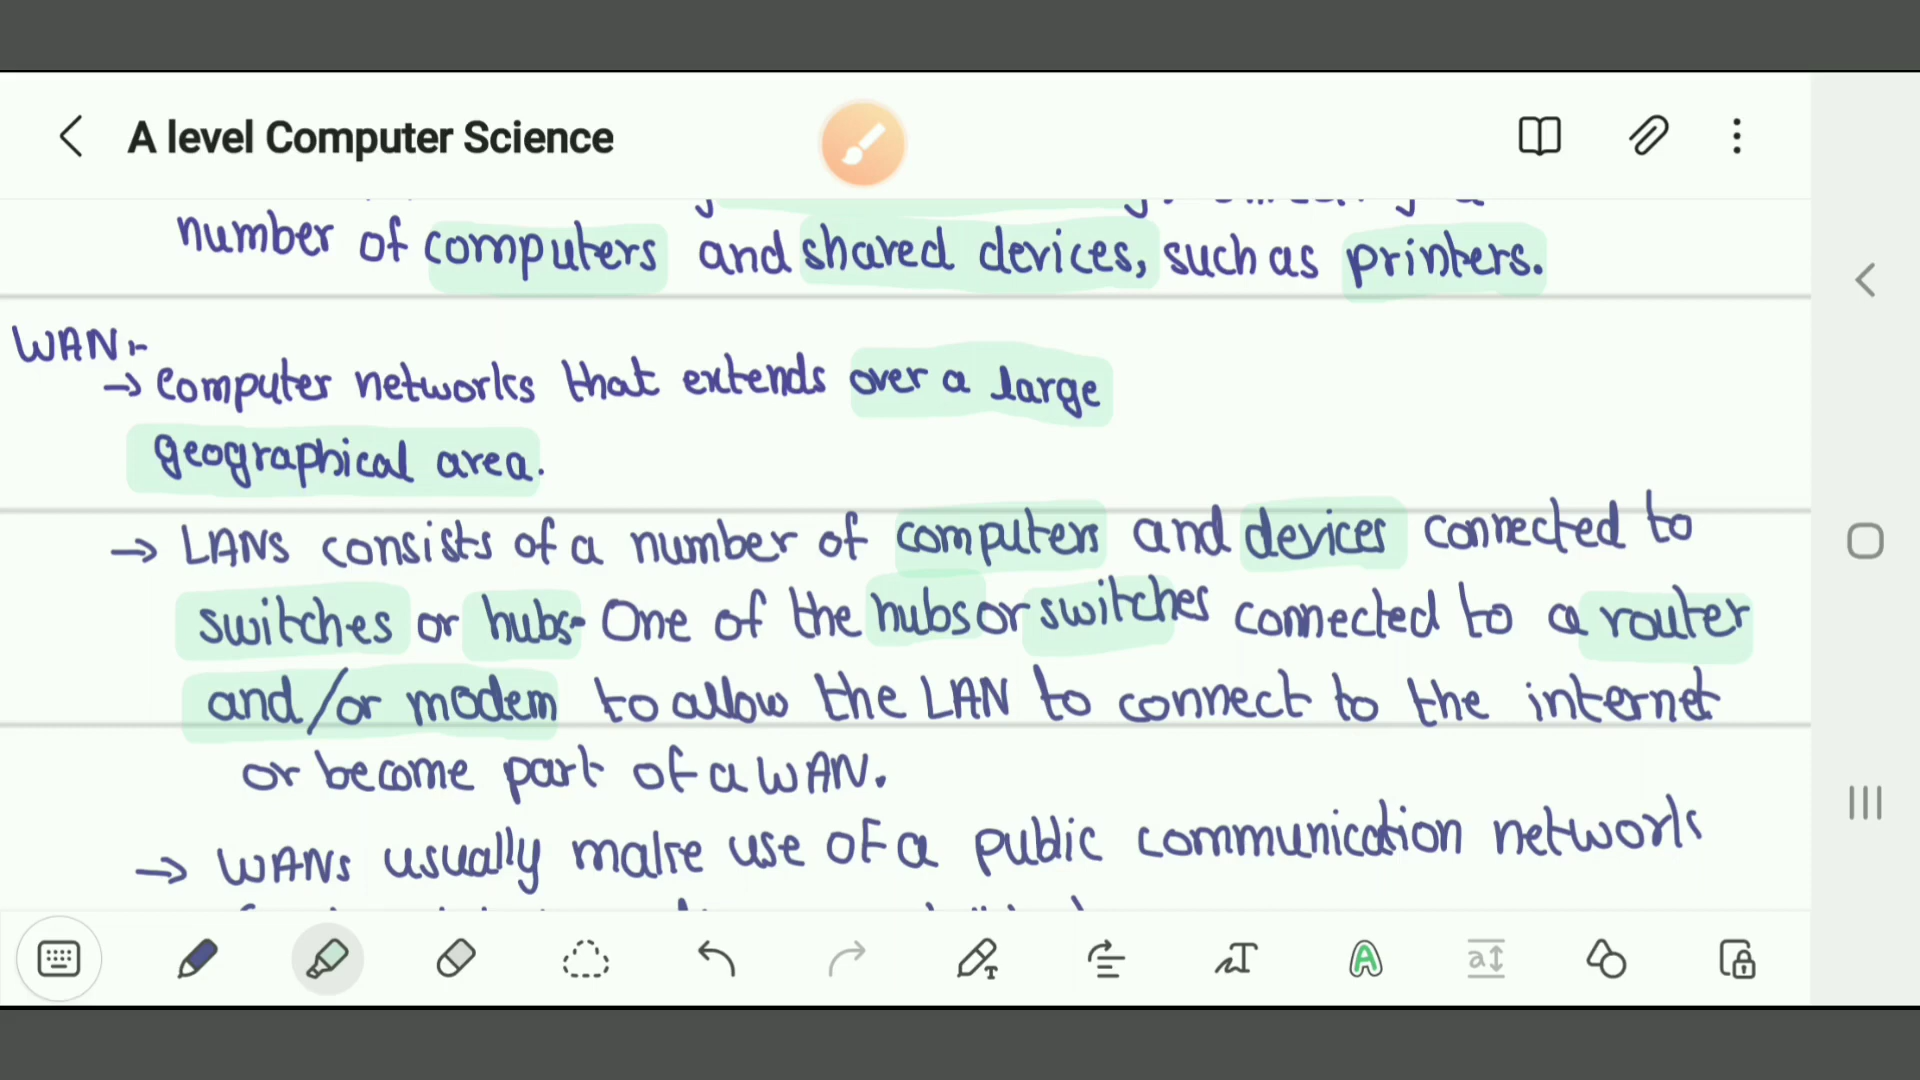 A level Computer Science
number of computers and shared devices, such as printers.
WAN:-
→ Computer networks that extends over a large
geographical area.
→ LANs consists of a number of computers and devices connected to
switches or hubs. One of the hubs or switches connected to a router
and/or modem to allow the LAN to connect to the internet
or become part of a WAN.
→ WANs usually make use of a public communication network